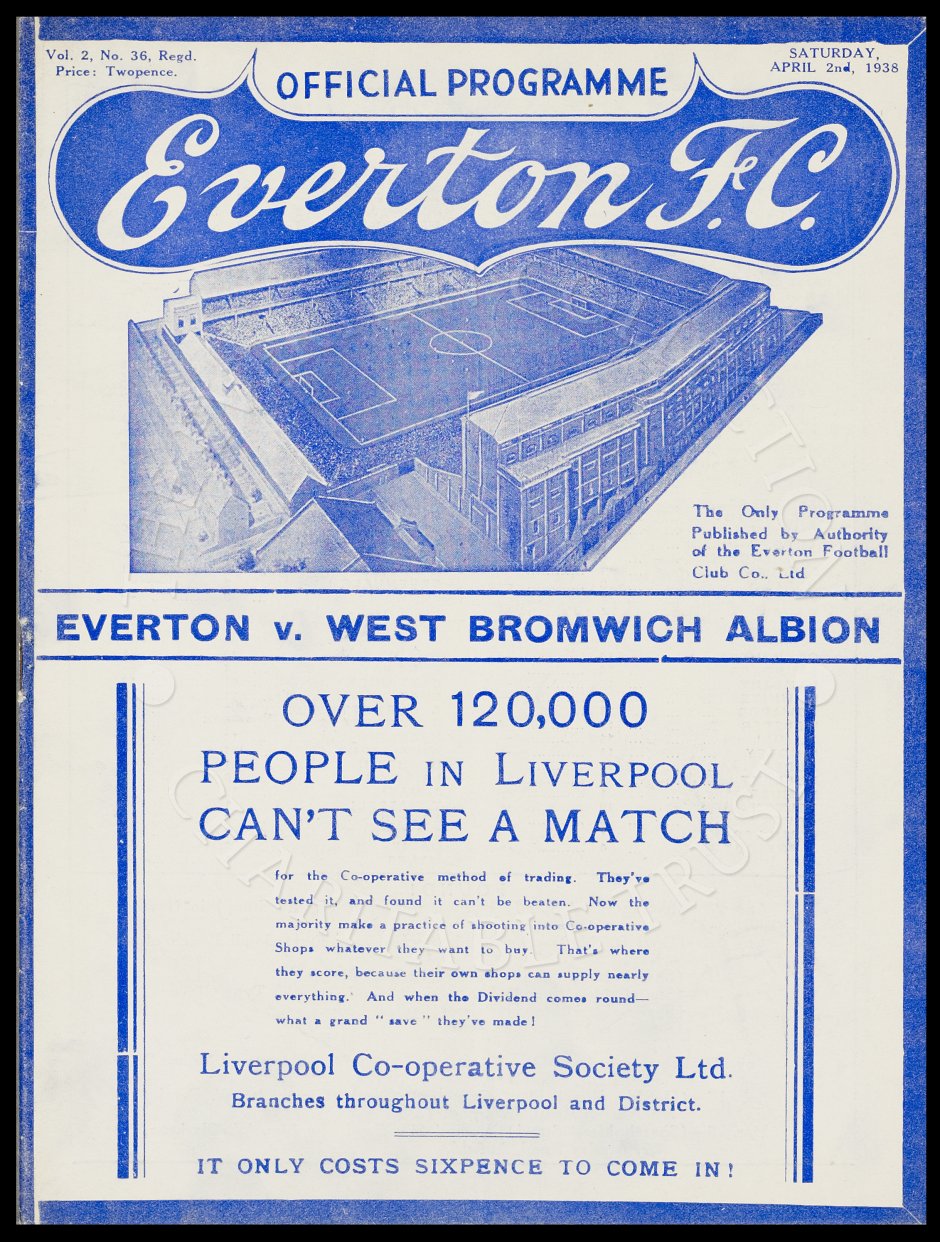 Vol. 2, No. 36, Regd.
Price: Twopence.
OFFICIAL PROGRAMME
SATURDAY,
APRIL 2nd, 1938
Everton F.C.
The Only Programme
Published by Authority
of the Everton Football
Club Co., Ltd
EVERTON v. WEST BROMWICH ALBION
OVER 120,000
PEOPLE IN LIVERPOOL
CAN'T SEE A MATCH
for the Co-operative method of trading. They've
tested it, and found it can't be beaten. Now the
majority make a practice of shooting into Co-operative
Shops whatever they want to buy. That's where
they score, because their own shops can supply nearly
everything. And when the Dividend comes round—
what a grand "save" they've made!
Liverpool Co-operative Society Ltd.
Branches throughout Liverpool and District.
IT ONLY COSTS SIXPENCE TO COME IN!
CHARITABLE TRUST